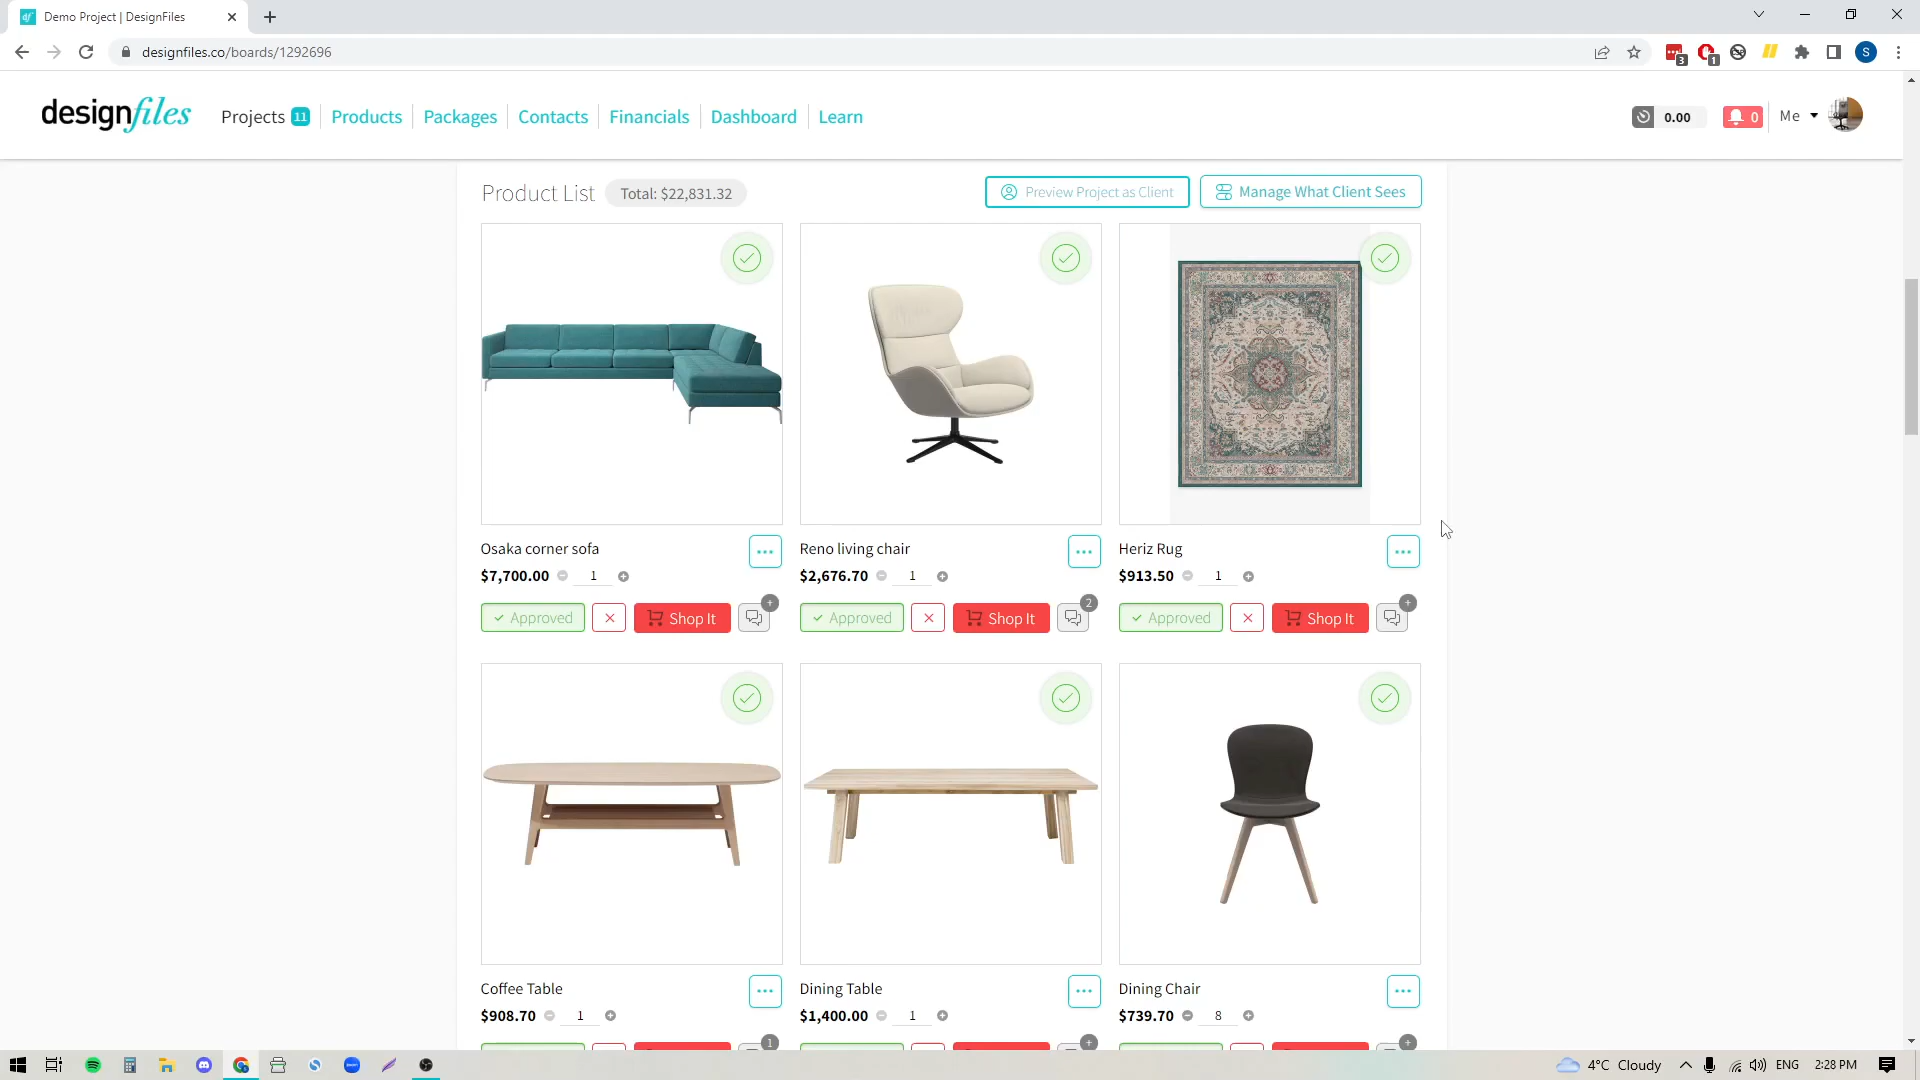 Demo Project | DesignFiles
designfiles.co/boards/1292696
3
1
S
designfiles
Projects 11
Products
Packages
Contacts
Financials
Dashboard
Learn
0.00
0
Me
Product List
Total: $22,831.32
Preview Project as Client
Manage What Client Sees
Osaka corner sofa
$7,700.00
1
Approved
Shop It
+
Reno living chair
$2,676.70
1
Approved
Shop It
2
Heriz Rug
$913.50
1
Approved
Shop It
+
Coffee Table
$908.70
1
1
Dining Table
$1,400.00
1
+
Dining Chair
$739.70
8
+
4°C Cloudy
ENG
2:28 PM